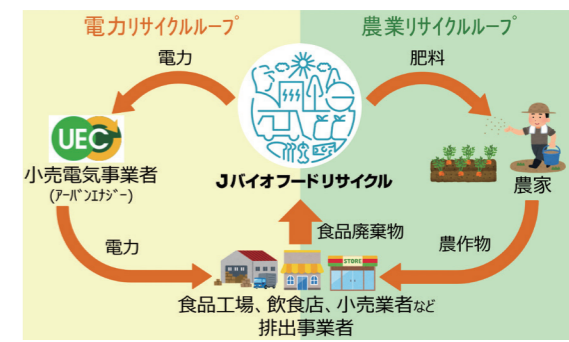 電力リサイクルループ
農業リサイクルループ
電力
肥料
UEC
小売電気事業者
(アーバンエナジー)
Jバイオフードリサイクル
農家
電力
食品廃棄物
農作物
STORE
食品工場、飲食店、小売業者など
排出事業者